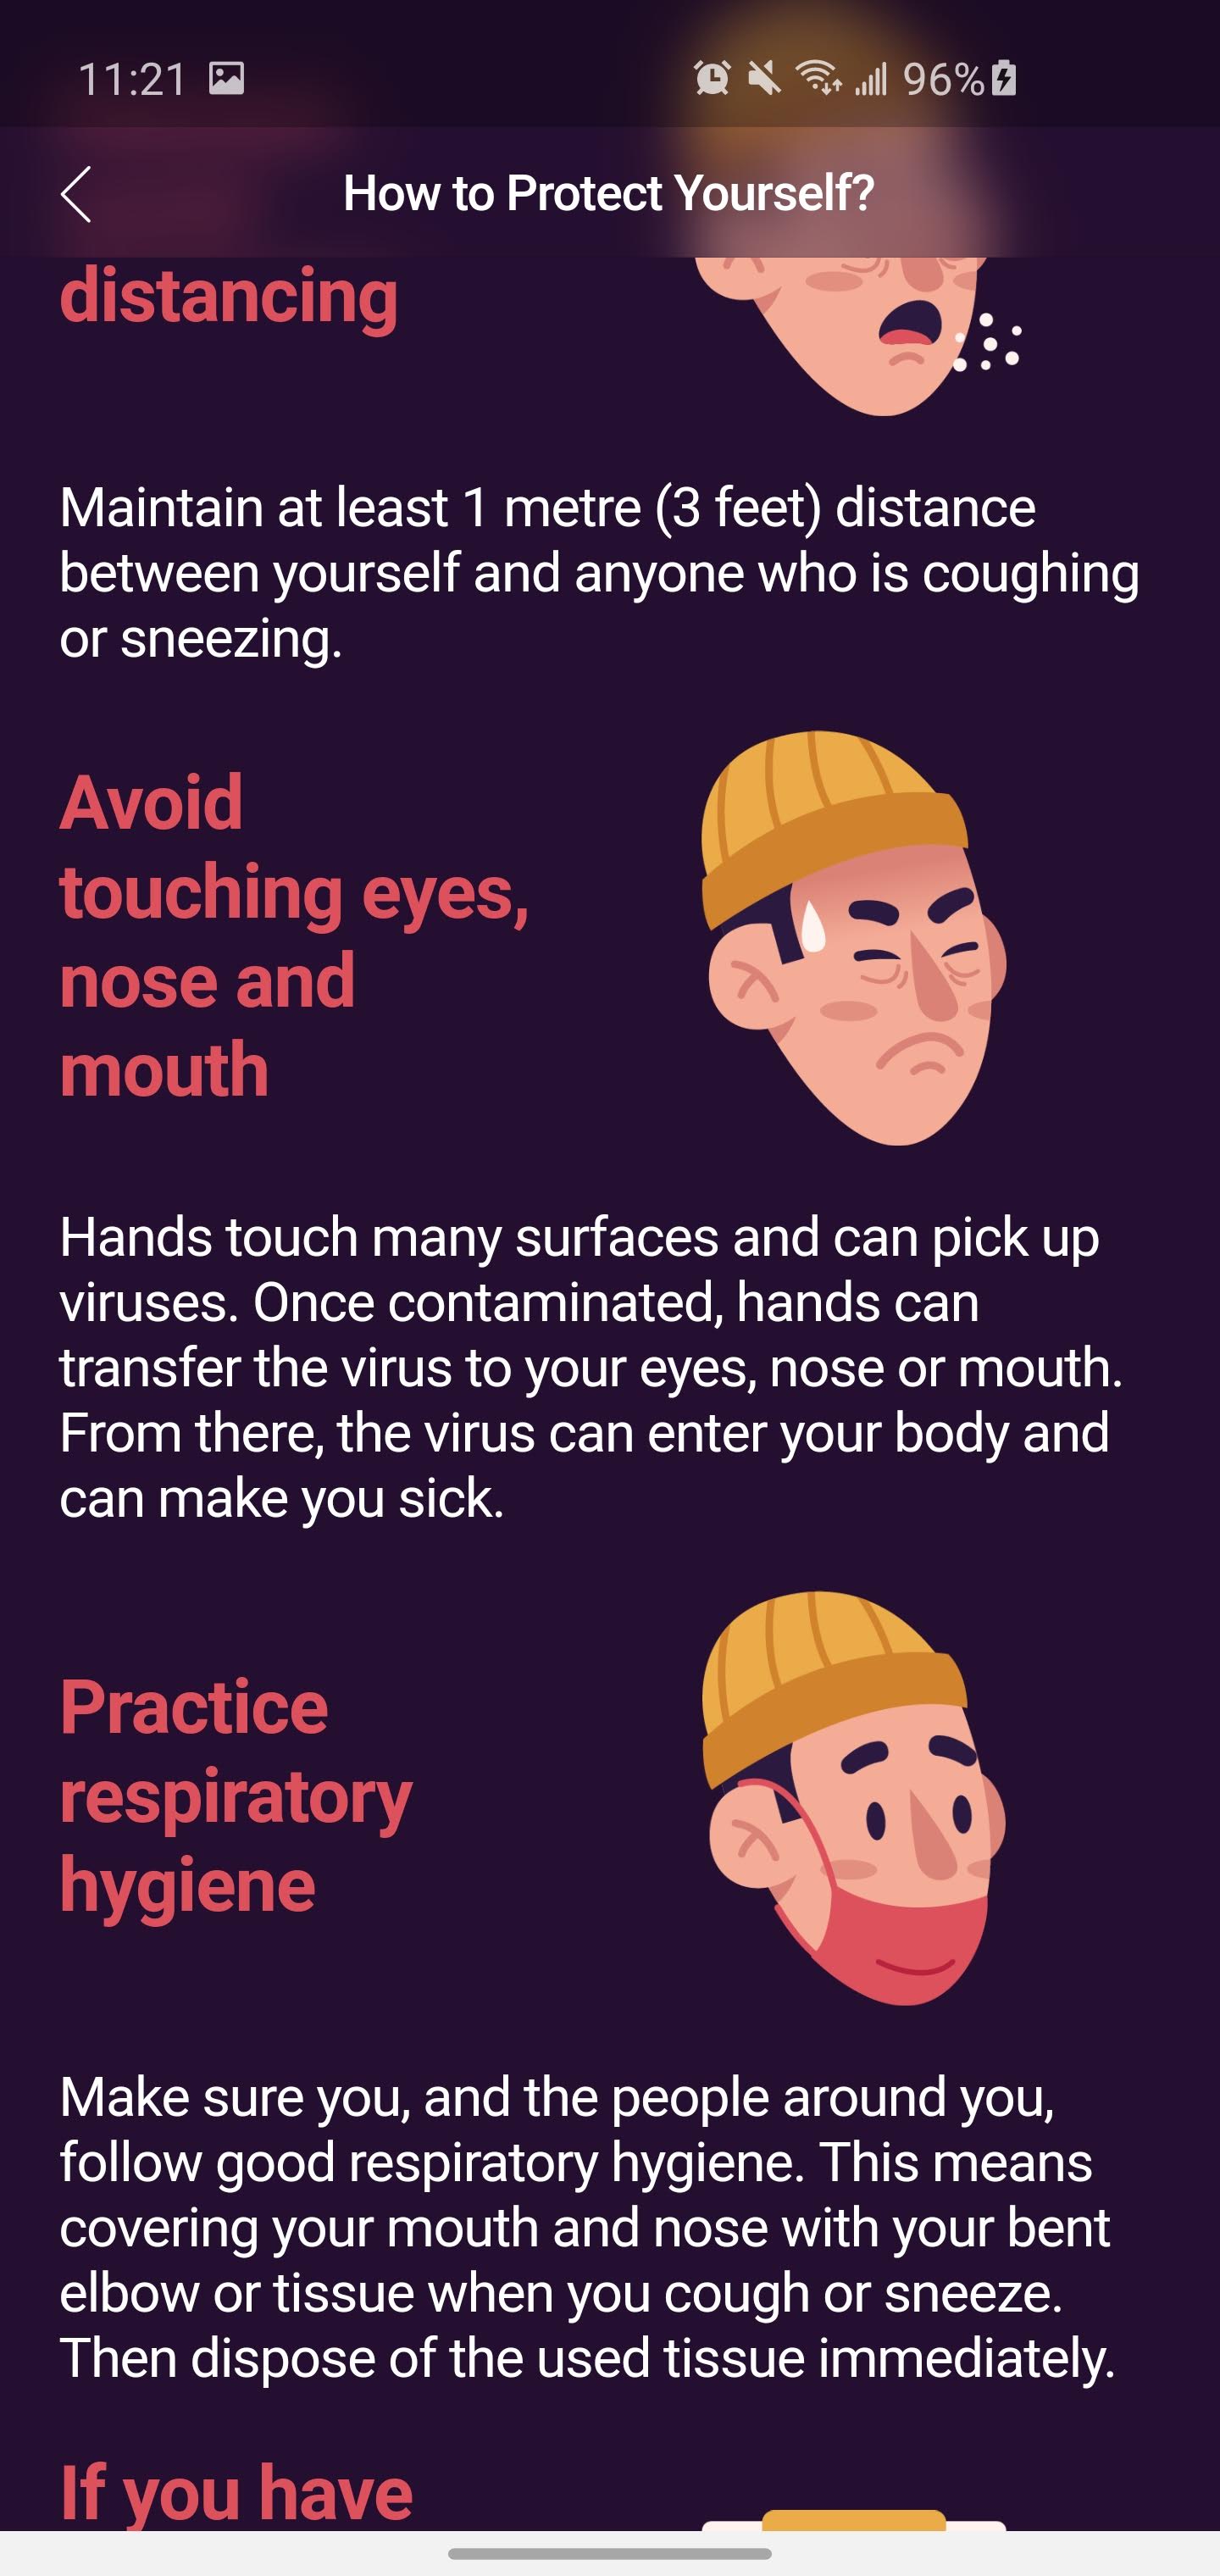 11:21
96%
How to Protect Yourself?
distancing
Maintain at least 1 metre (3 feet) distance
between yourself and anyone who is coughing
or sneezing.
Avoid
touching eyes,
nose and
mouth
Hands touch many surfaces and can pick up
viruses. Once contaminated, hands can
transfer the virus to your eyes, nose or mouth.
From there, the virus can enter your body and
can make you sick.
Practice
respiratory
hygiene
Make sure you, and the people around you,
follow good respiratory hygiene. This means
covering your mouth and nose with your bent
elbow or tissue when you cough or sneeze.
Then dispose of the used tissue immediately.
If you have